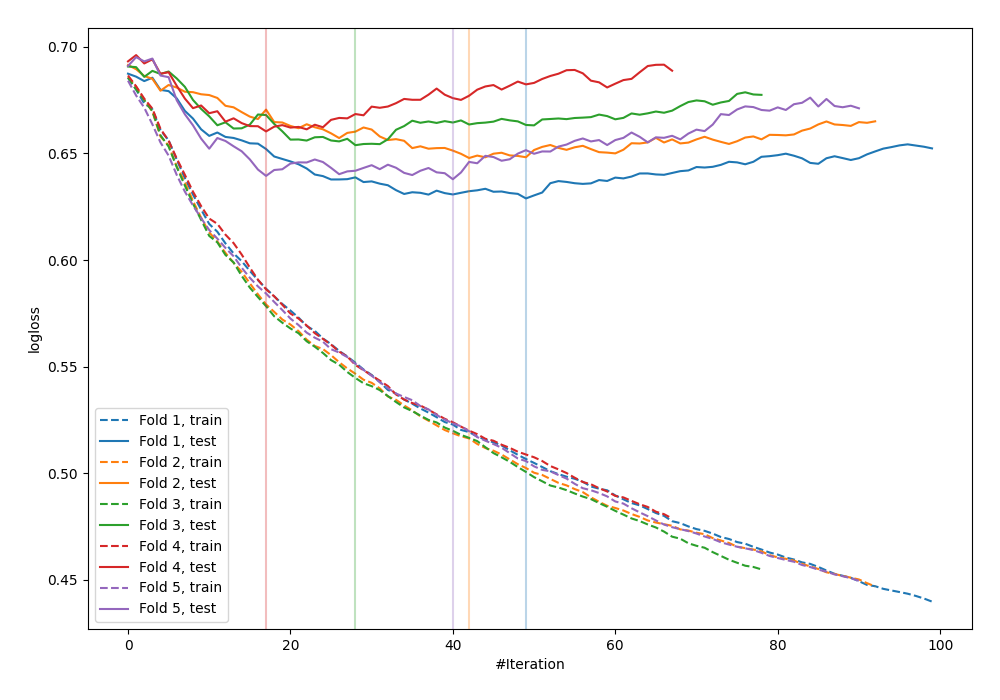 0.70
0.65
0.60
0.55
0.50
0.45
logloss
Fold 1, train
Fold 1, test
Fold 2, train
Fold 2, test
Fold 3, train
Fold 3, test
Fold 4, train
Fold 4, test
Fold 5, train
Fold 5, test
0 20 40 60 80 100
#Iteration